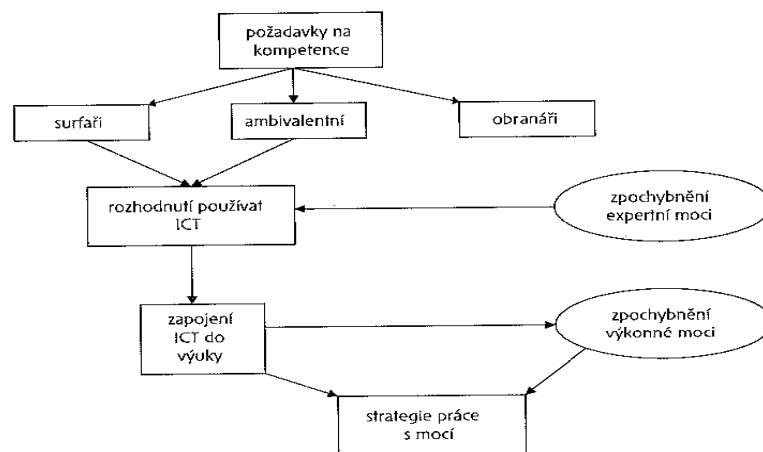 požadavky na
kompetence
surfaři
ambivalentní
obranáři
rozhodnutí používat
ICT
zpochybnění
expertní moci
zapojení
ICT do
výuky
zpochybnění
výkonné moci
strategie práce
s mocí